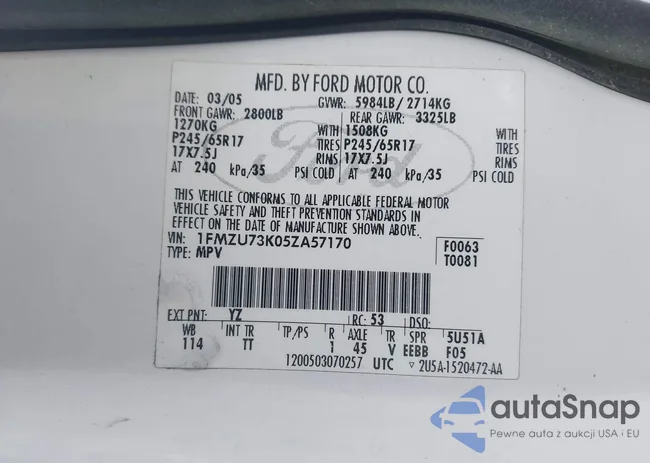 MFD. BY FORD MOTOR CO.
DATE: 03/05 GVWR: 5984LB/ 2714KG
FRONT GAWR: 2800LB REAR GAWR: 3325LB
1270KG WITH 1508KG WITH
P245/65R17 TIRES P245/65R17 TIRES
17X7.5J RIMS 17X7.5J RIMS
AT 240 kPa/35 PSI COLD AT 240 kPa/35 PSI COLD
Ford
THIS VEHICLE CONFORMS TO ALL APPLICABLE FEDERAL MOTOR
VEHICLE SAFETY AND THEFT PREVENTION STANDARDS IN
EFFECT ON THE DATE OF MANUFACTURE SHOWN ABOVE.
VIN: 1FMZU73K05ZA57170 F0063
TYPE: MPV T0081
EXT PNT: YZ RC: 53 DSO:
WB INT TR TP/PS R AXLE TR SPR 5U51A
114 TT 1 45 V EEBB F05
1200503070257 UTC ▽ 2U5A-1520472-AA
autaSnap
Pewne auta z aukcji USA i EU